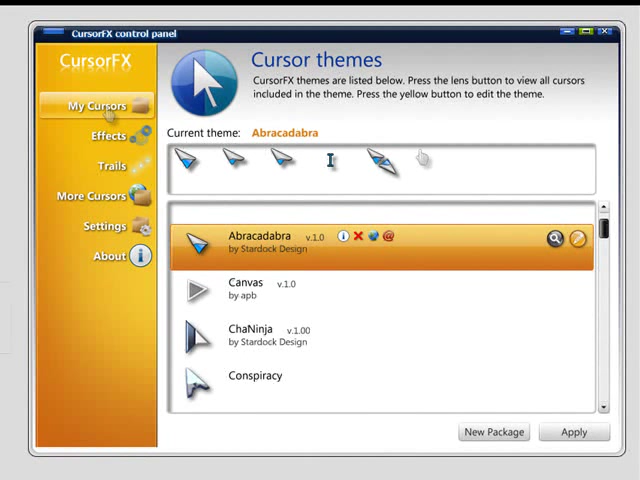 CursorFX control panel
CursorFX
My Cursors
Effects
Trails
More Cursors
Settings
About
Cursor themes
CursorFX themes are listed below. Press the lens button to view all cursors
included in the theme. Press the yellow button to edit the theme.
Current theme: Abracadabra
Abracadabra v.1.0
by Stardock Design
Canvas v.1.0
by apb
ChaNinja v.1.00
by Stardock Design
Conspiracy
New Package
Apply